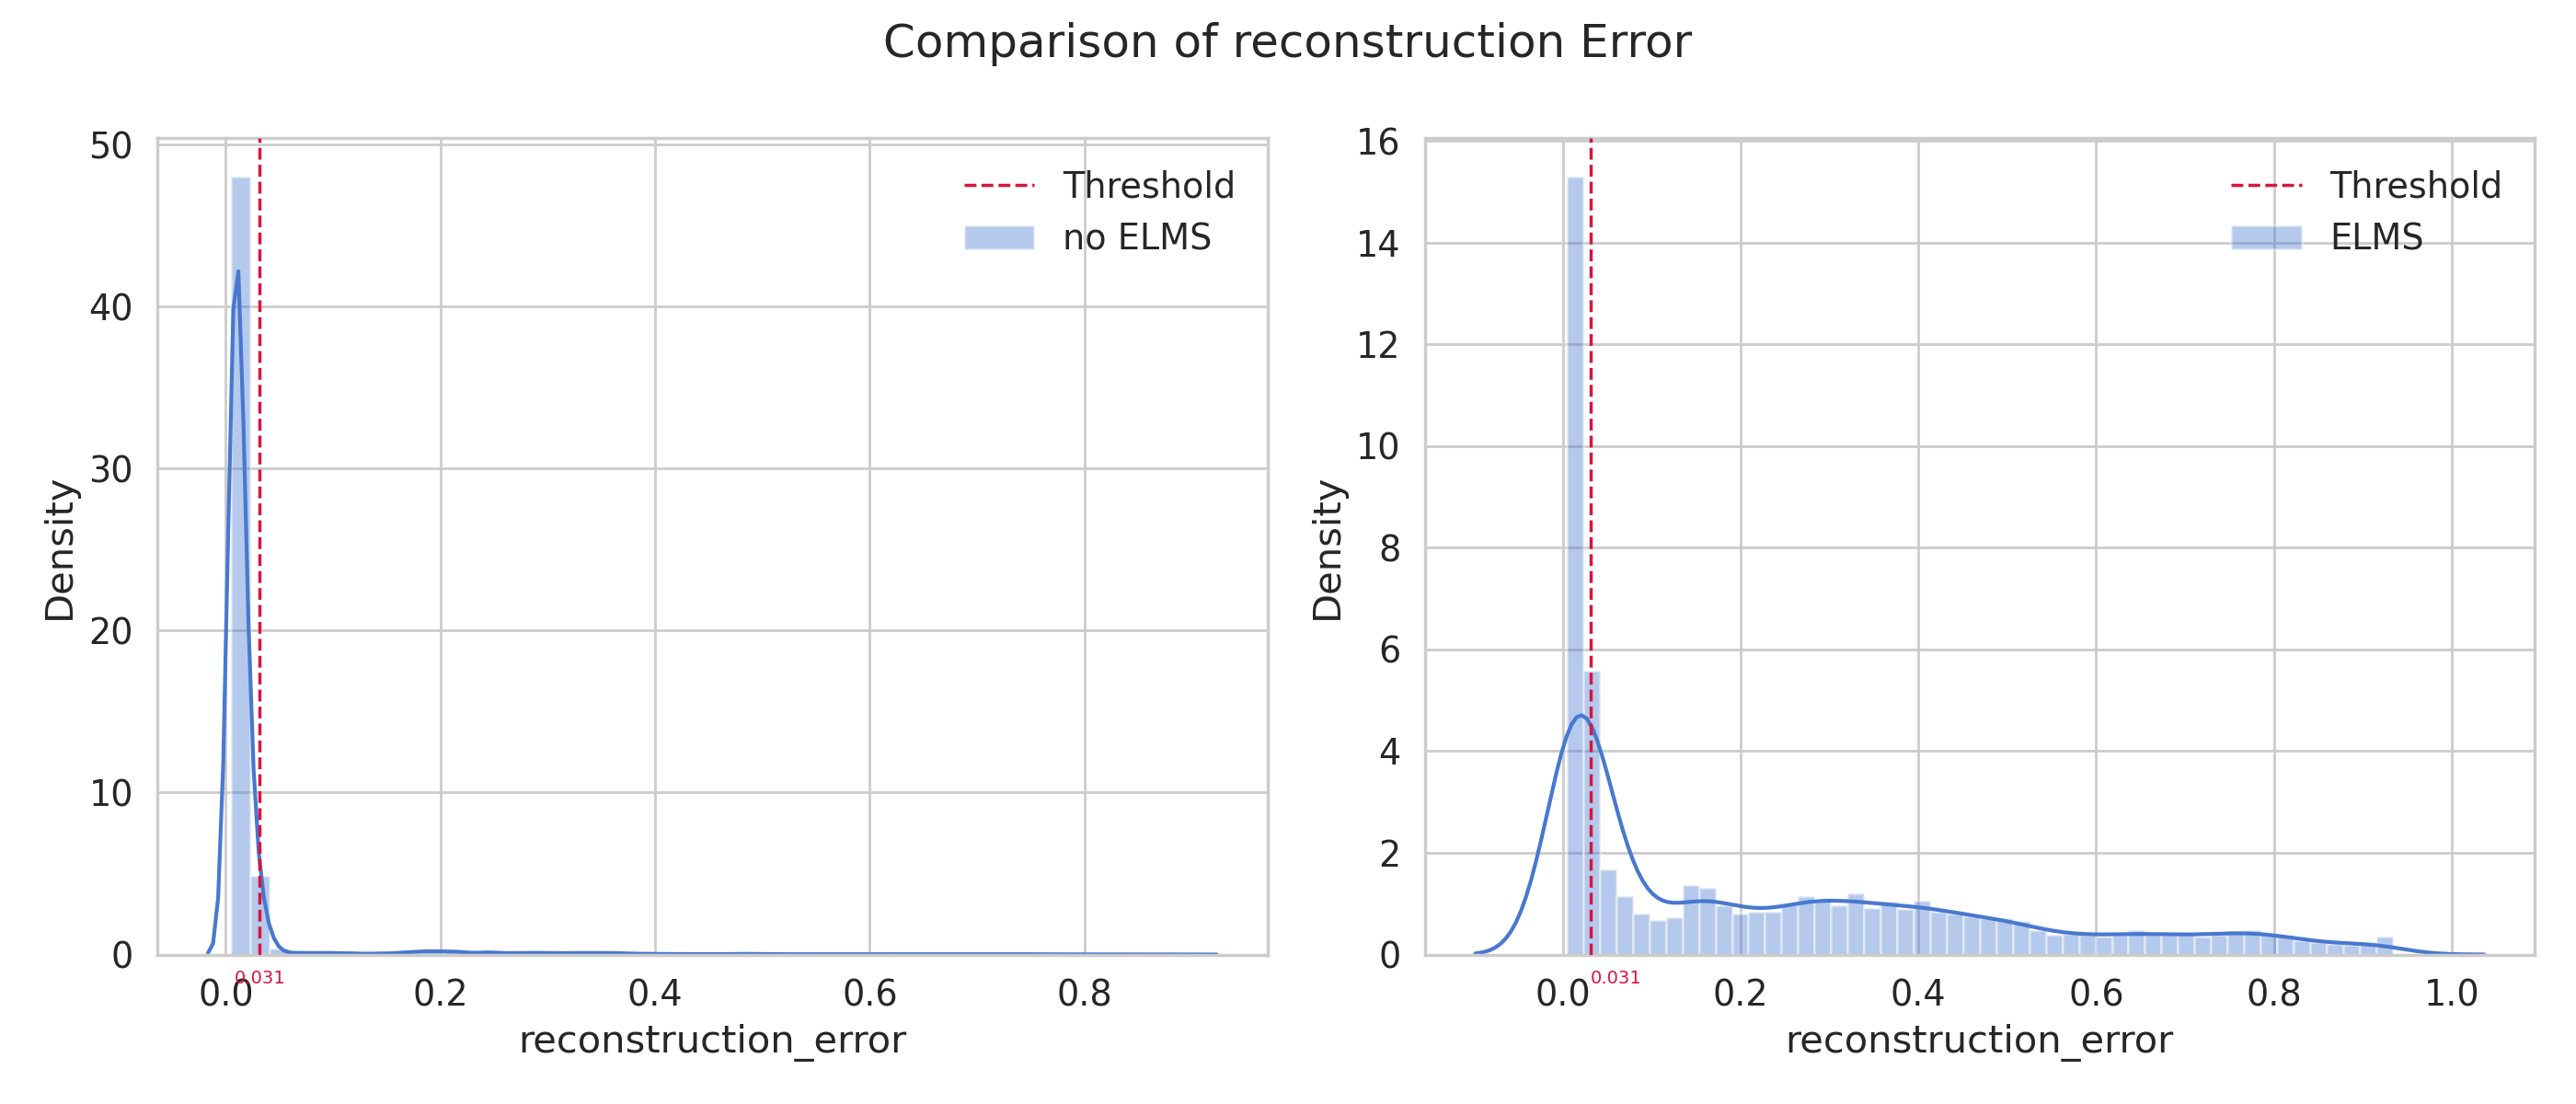 Comparison of reconstruction Error
50
40
30
20
10
0
Density
Threshold
no ELMS
0.031
0.0 0.2 0.4 0.6 0.8
reconstruction_error
16
14
12
10
8
6
4
2
0
Density
Threshold
ELMS
0.031
0.0 0.2 0.4 0.6 0.8 1.0
reconstruction_error